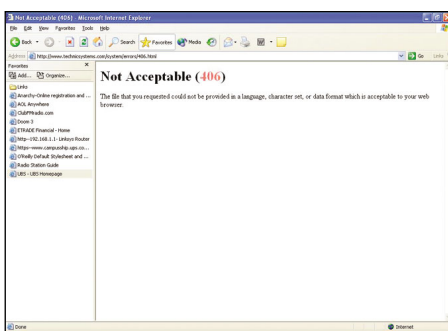 Not Acceptable (406) - Microsoft Internet Explorer
File Edit View Favorites Tools Help
Back Search Favorites Media
Address http://www.technicsystems.com/system/errors/406.html Go Links
Favorites x
Add... Organize...
Links
Anarchy-Online registration and ...
AOL Anywhere
ClubFMradio.com
Doom 3
ETRADE Financial - Home
http--192.168.1.1- Linksys Router
https--www.campusship.ups.co...
O'Reilly Default Stylesheet and ...
Radio Station Guide
UBS - UBS Homepage
Not Acceptable (406)
The file that you requested could not be provided in a language, character set, or data format which is acceptable to your web
browser.
Done Internet